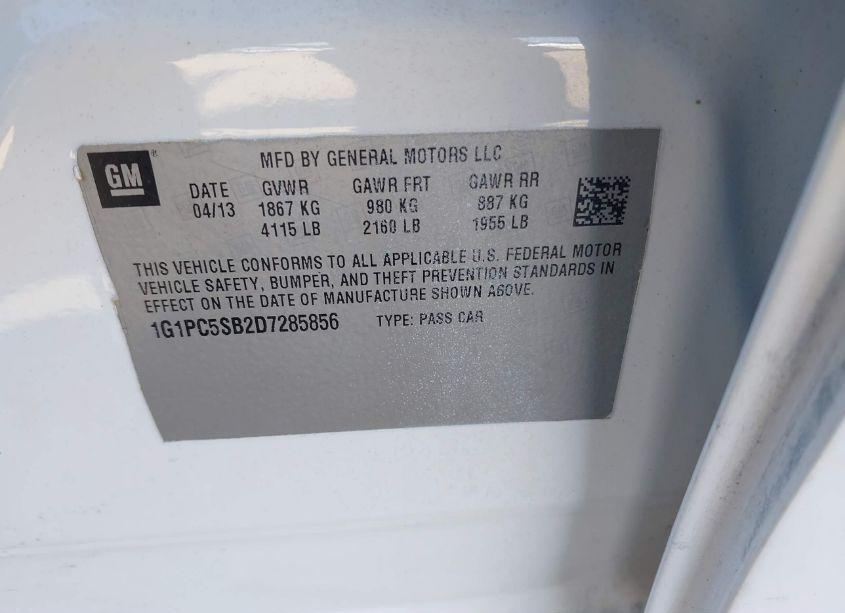 GM
MFD BY GENERAL MOTORS LLC
DATE GVWR GAWR FRT GAWR RR
04/13 1867 KG 980 KG 887 KG
4115 LB 2160 LB 1955 LB
THIS VEHICLE CONFORMS TO ALL APPLICABLE U.S. FEDERAL MOTOR
VEHICLE SAFETY, BUMPER, AND THEFT PREVENTION STANDARDS IN
EFFECT ON THE DATE OF MANUFACTURE SHOWN ABOVE.
1G1PC5SB2D7285856 TYPE: PASS CAR